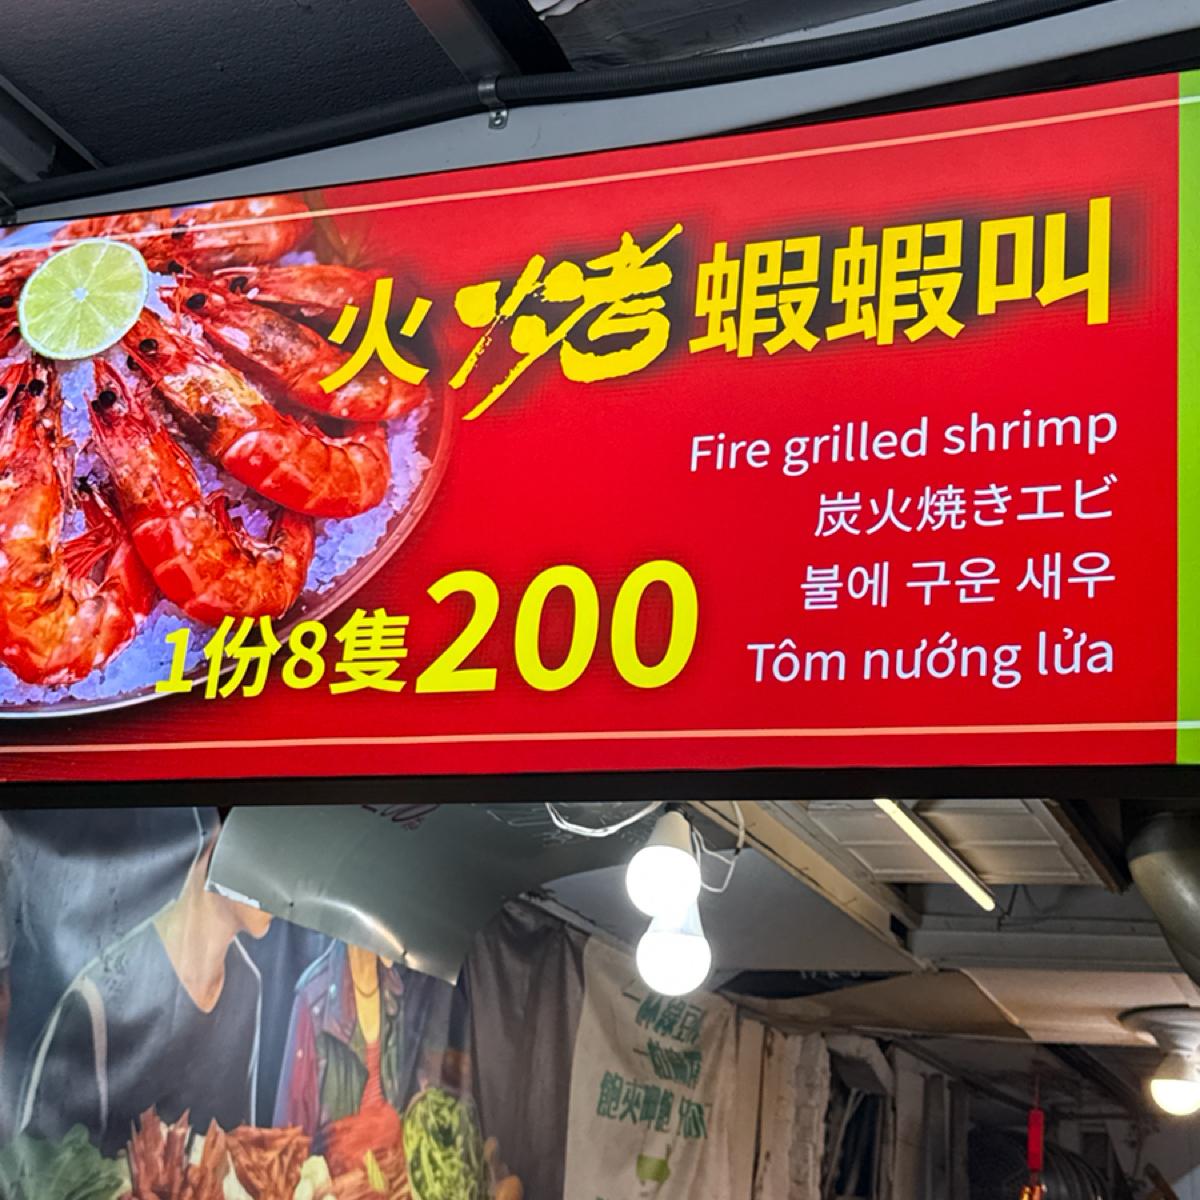 火烤蝦蝦叫
Fire grilled shrimp
炭火焼きエビ
불에 구운 새우
Tôm nướng lửa
1份8隻200